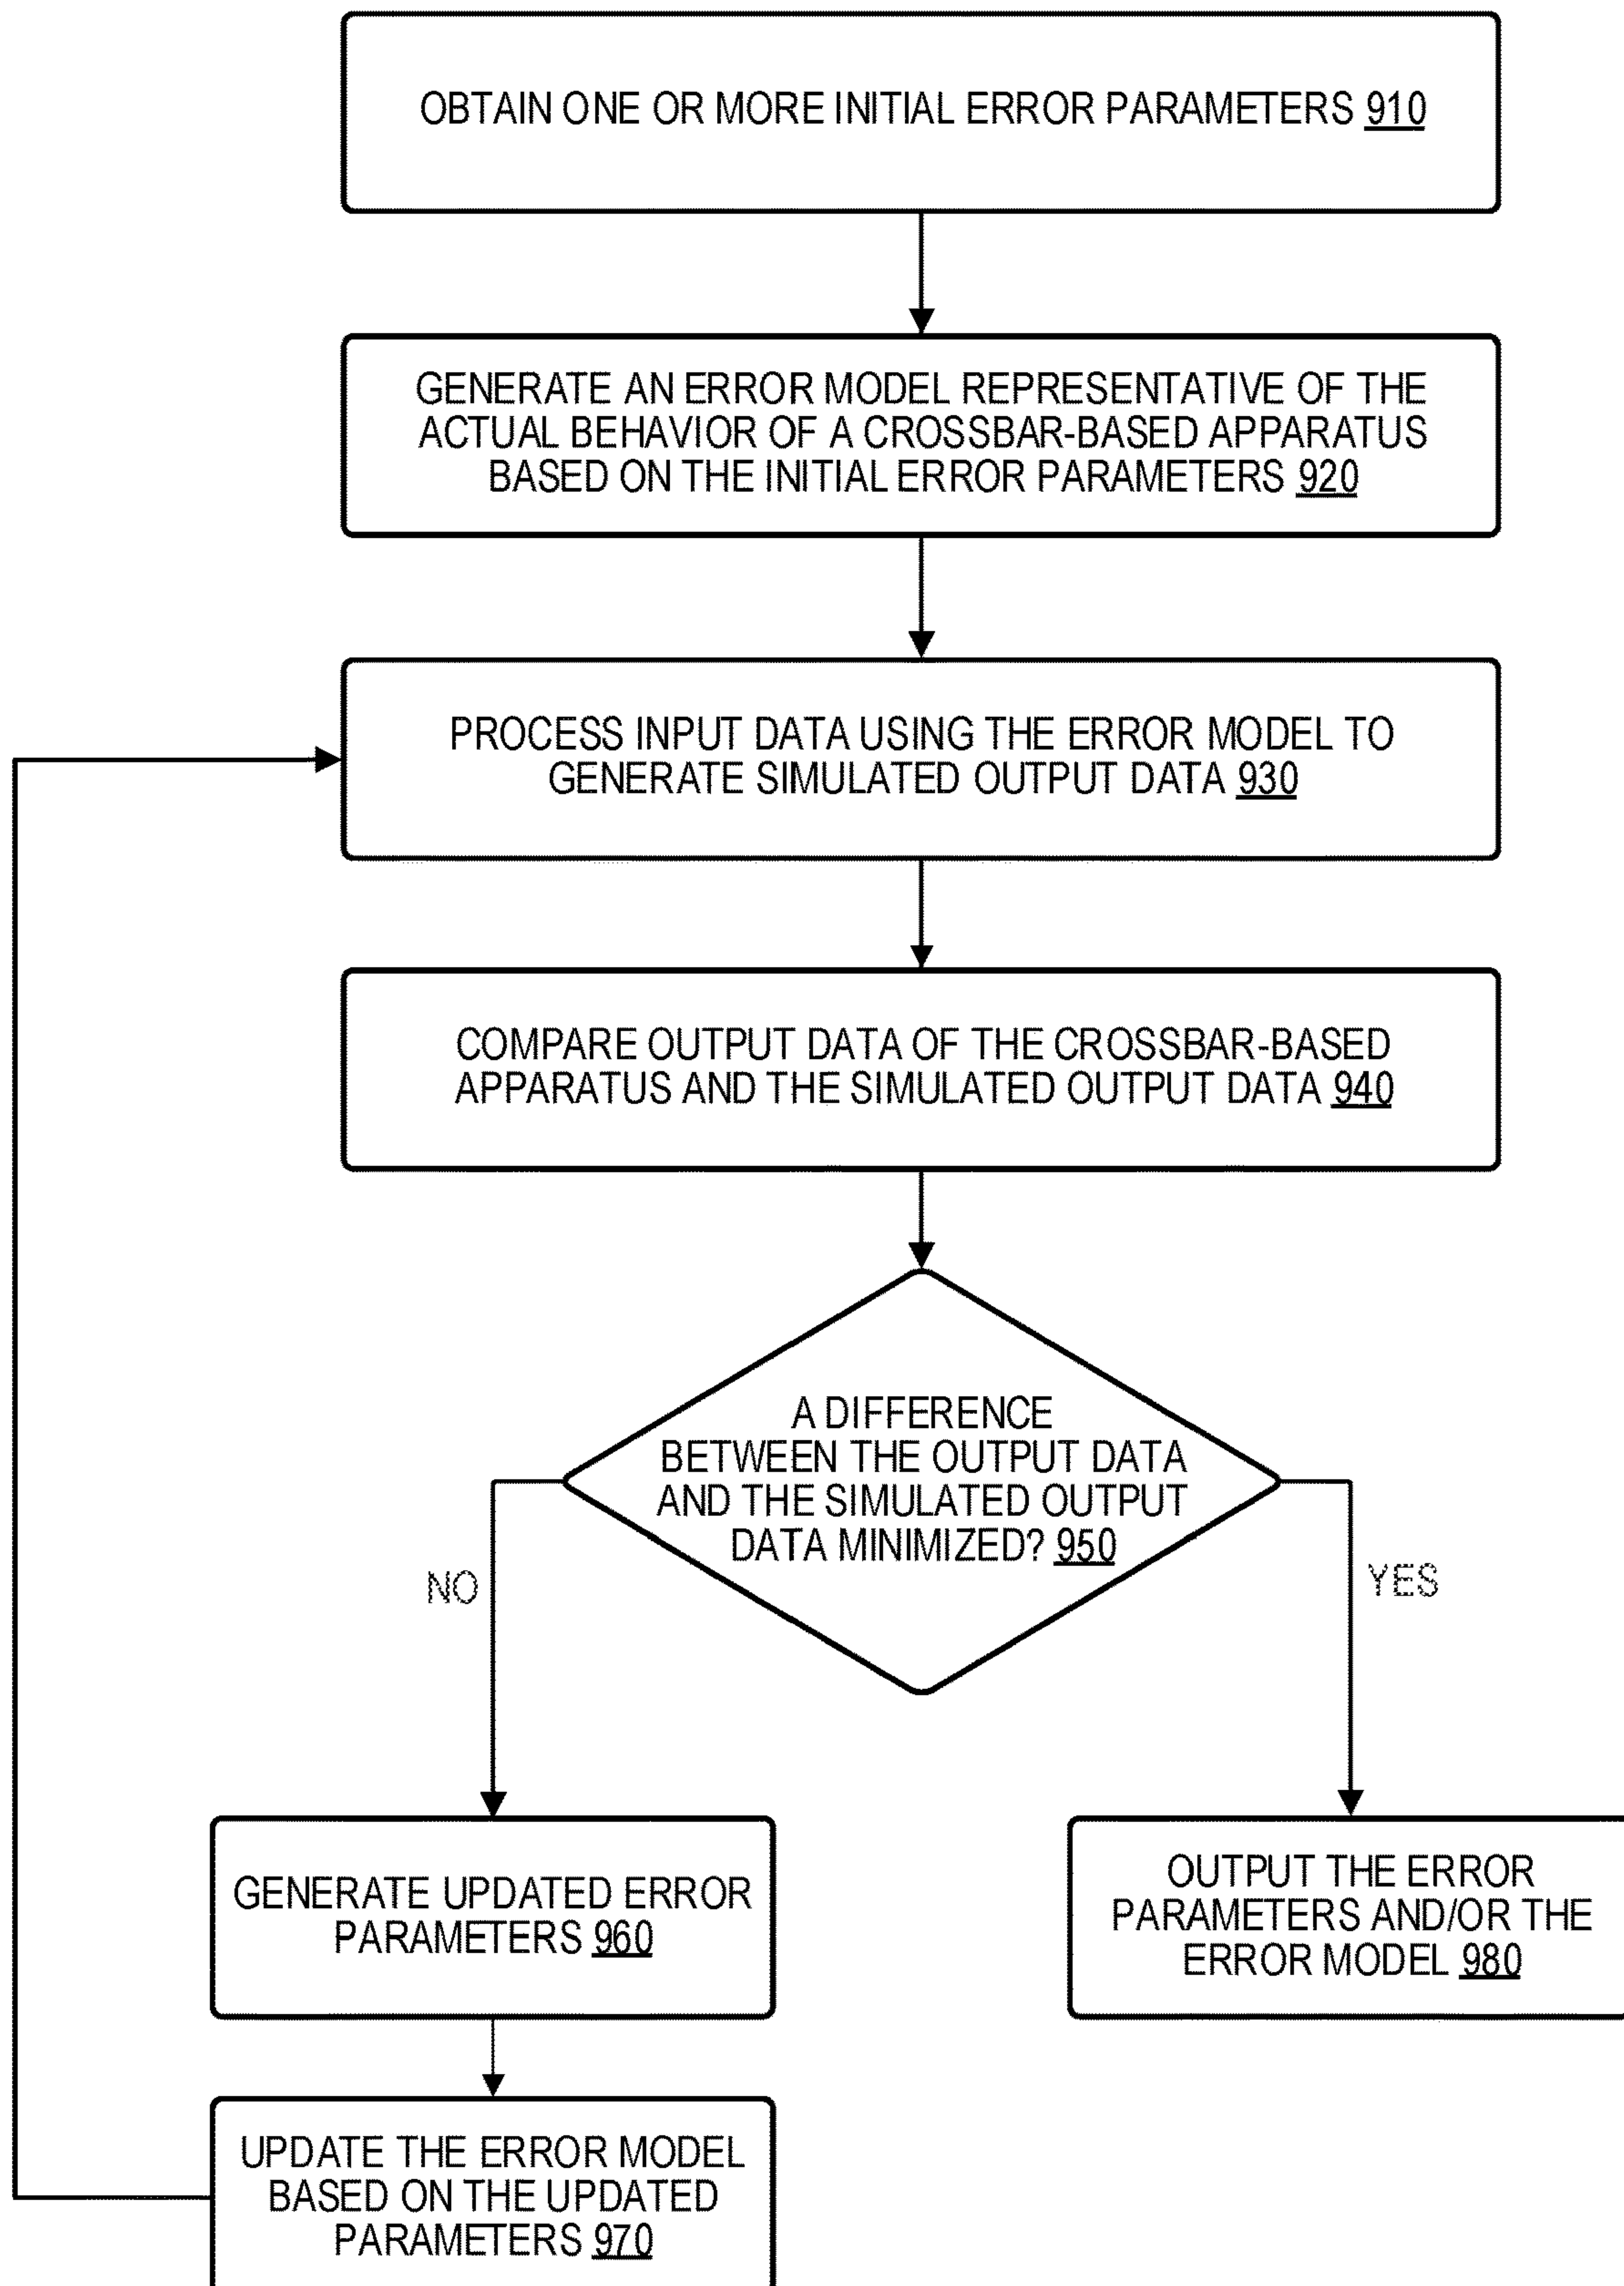 OBTAIN ONE OR MORE INITIAL ERROR PARAMETERS 910
GENERATE AN ERROR MODEL REPRESENTATIVE OF THE
ACTUAL BEHAVIOR OF A CROSSBAR-BASED APPARATUS
BASED ON THE INITIAL ERROR PARAMETERS 920
PROCESS INPUT DATA USING THE ERROR MODEL TO
GENERATE SIMULATED OUTPUT DATA 930
COMPARE OUTPUT DATA OF THE CROSSBAR-BASED
APPARATUS AND THE SIMULATED OUTPUT DATA 940
A DIFFERENCE
BETWEEN THE OUTPUT DATA
AND THE SIMULATED OUTPUT
DATA MINIMIZED? 950
NO
YES
GENERATE UPDATED ERROR
PARAMETERS 960
OUTPUT THE ERROR
PARAMETERS AND/OR THE
ERROR MODEL 980
UPDATE THE ERROR MODEL
BASED ON THE UPDATED
PARAMETERS 970